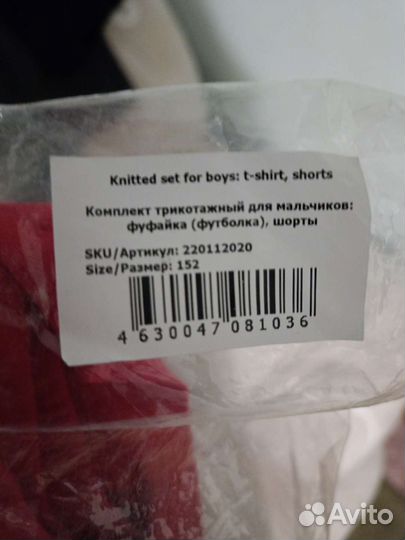 Knitted set for boys: t-shirt, shorts
Комплект трикотажный для мальчиков:
фуфайка (футболка), шорты
SKU/Артикул: 220112020
Size/Размер: 152
4 630047 081036
Avito